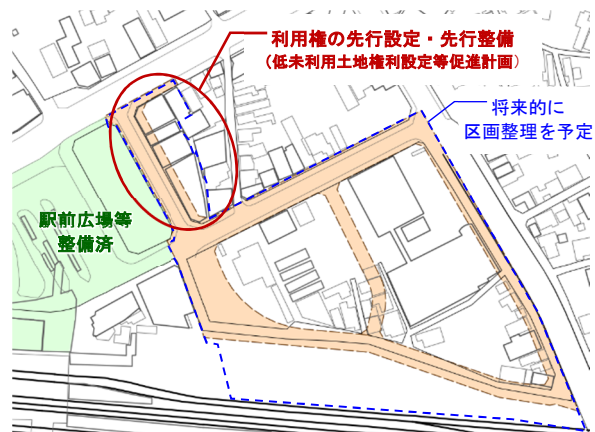 利用権の先行設定・先行整備
（低未利用土地権利設定等促進計画）
将来的に
区画整理を予定
駅前広場等
整備済